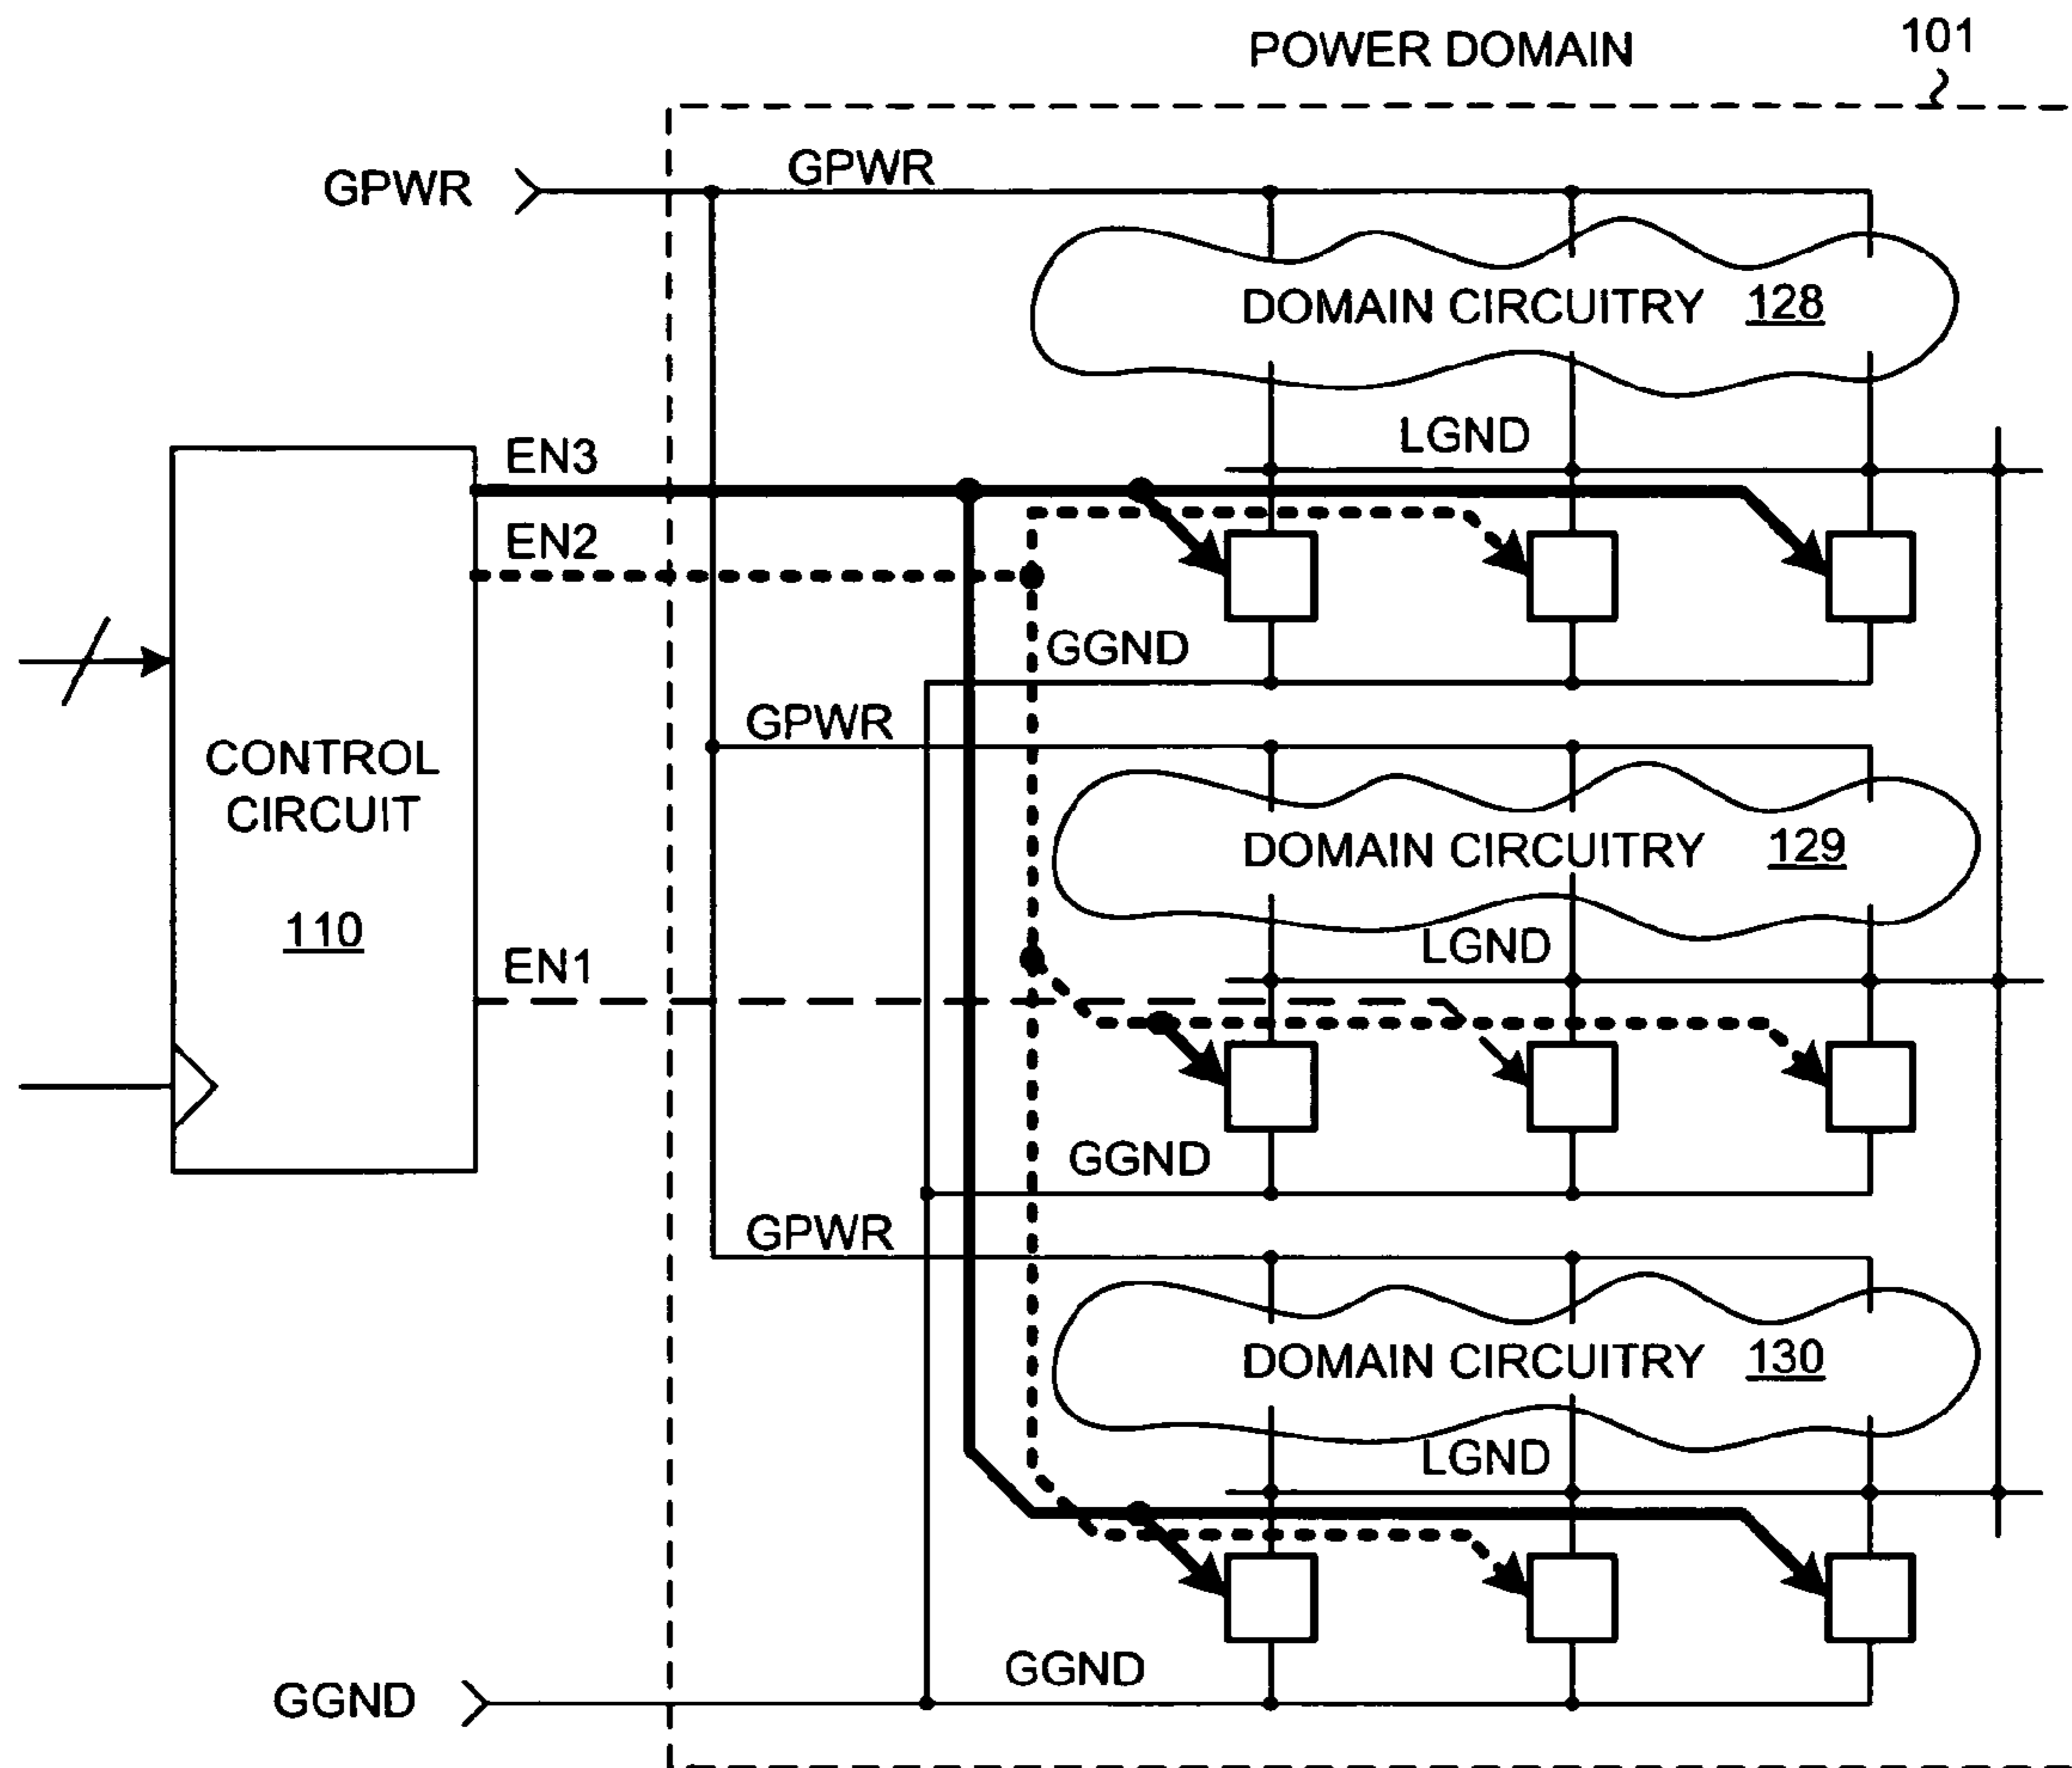 POWER DOMAIN
101
GPWR
GPWR
DOMAIN CIRCUITRY 128
LGND
EN3
EN2
GGND
GPWR
CONTROL
CIRCUIT
110
DOMAIN CIRCUITRY 129
LGND
EN1
GGND
GPWR
DOMAIN CIRCUITRY 130
LGND
GGND
GGND